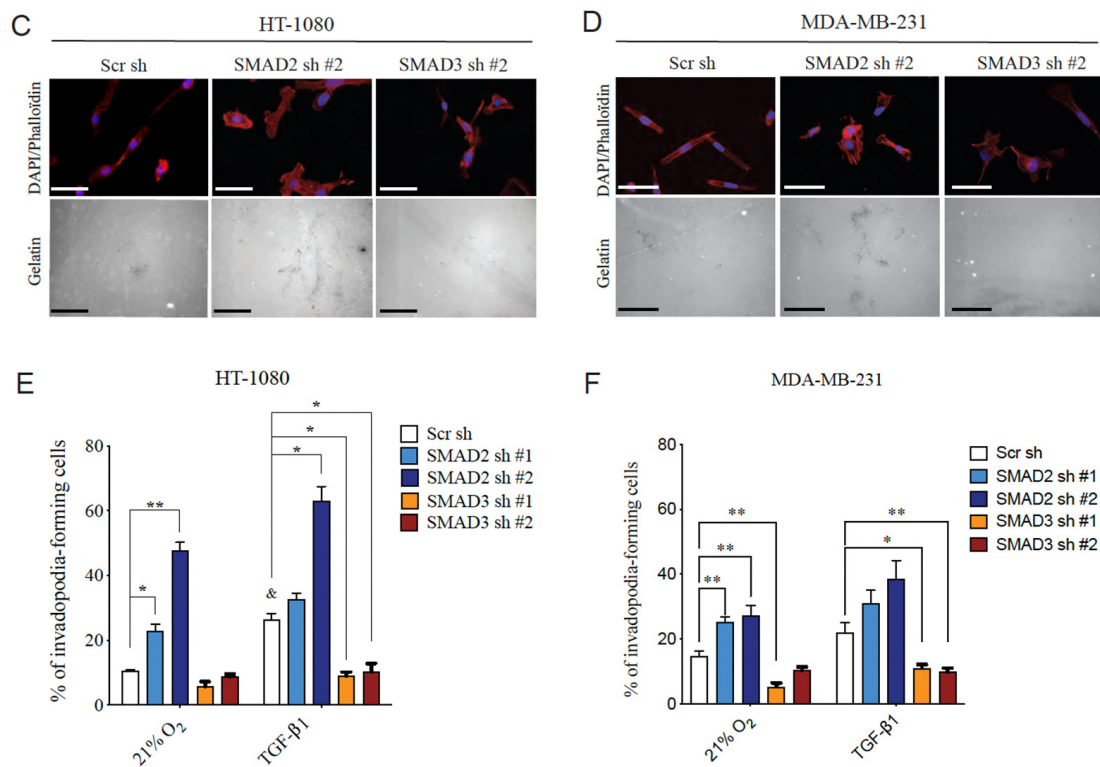 C
HT-1080
Scr sh
SMAD2 sh #2
SMAD3 sh #2
DAPI/Phalloïdin
Gelatin
D
MDA-MB-231
Scr sh
SMAD2 sh #2
SMAD3 sh #2
DAPI/Phalloïdin
Gelatin
E
HT-1080
% of invadopodia-forming cells
80
60
40
20
0
*
**
&
*
*
*
21% O₂
TGF-β1
Scr sh
SMAD2 sh #1
SMAD2 sh #2
SMAD3 sh #1
SMAD3 sh #2
F
MDA-MB-231
% of invadopodia-forming cells
80
60
40
20
0
**
**
**
*
**
21% O₂
TGF-β1
Scr sh
SMAD2 sh #1
SMAD2 sh #2
SMAD3 sh #1
SMAD3 sh #2